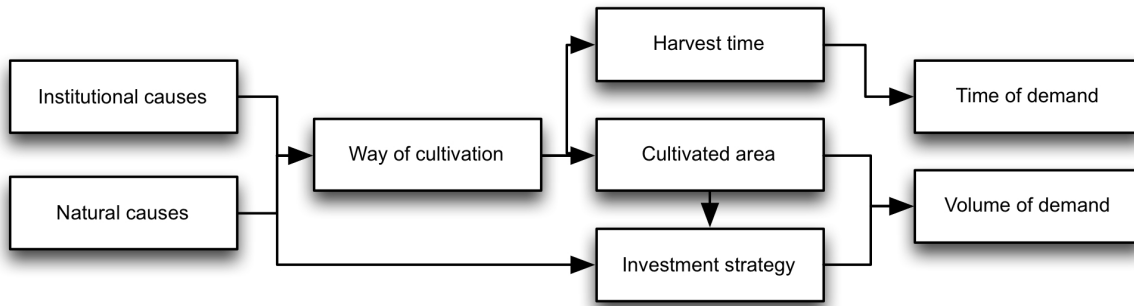 Institutional causes
Natural causes
Way of cultivation
Harvest time
Cultivated area
Investment strategy
Time of demand
Volume of demand